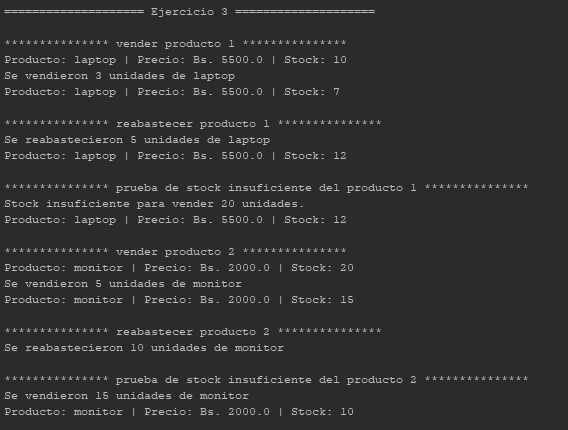 ==================== Ejercicio 3 ====================
*************** vender producto 1 ***************
Producto: laptop | Precio: Bs. 5500.0 | Stock: 10
Se vendieron 3 unidades de laptop
Producto: laptop | Precio: Bs. 5500.0 | Stock: 7
*************** reabastecer producto 1 ***************
Se reabastecieron 5 unidades de laptop
Producto: laptop | Precio: Bs. 5500.0 | Stock: 12
*************** prueba de stock insuficiente del producto 1 ***************
Stock insuficiente para vender 20 unidades.
Producto: laptop | Precio: Bs. 5500.0 | Stock: 12
*************** vender producto 2 ***************
Producto: monitor | Precio: Bs. 2000.0 | Stock: 20
Se vendieron 5 unidades de monitor
Producto: monitor | Precio: Bs. 2000.0 | Stock: 15
*************** reabastecer producto 2 ***************
Se reabastecieron 10 unidades de monitor
*************** prueba de stock insuficiente del producto 2 ***************
Se vendieron 15 unidades de monitor
Producto: monitor | Precio: Bs. 2000.0 | Stock: 10